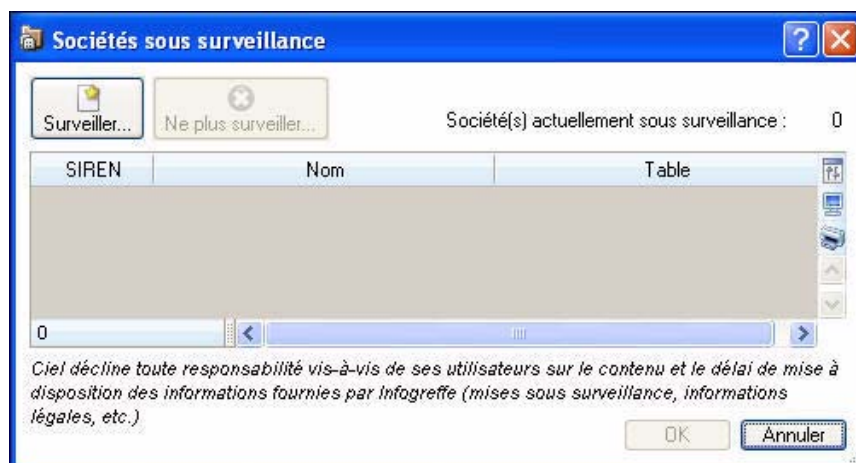 Sociétés sous surveillance
Surveiller...
Ne plus surveiller...
Société(s) actuellement sous surveillance : 0
SIREN Nom Table
0
Ciel décline toute responsabilité vis-à-vis de ses utilisateurs sur le contenu et le délai de mise à
disposition des informations fournies par Infogreffe (mises sous surveillance, informations
légales, etc.)
OK Annuler